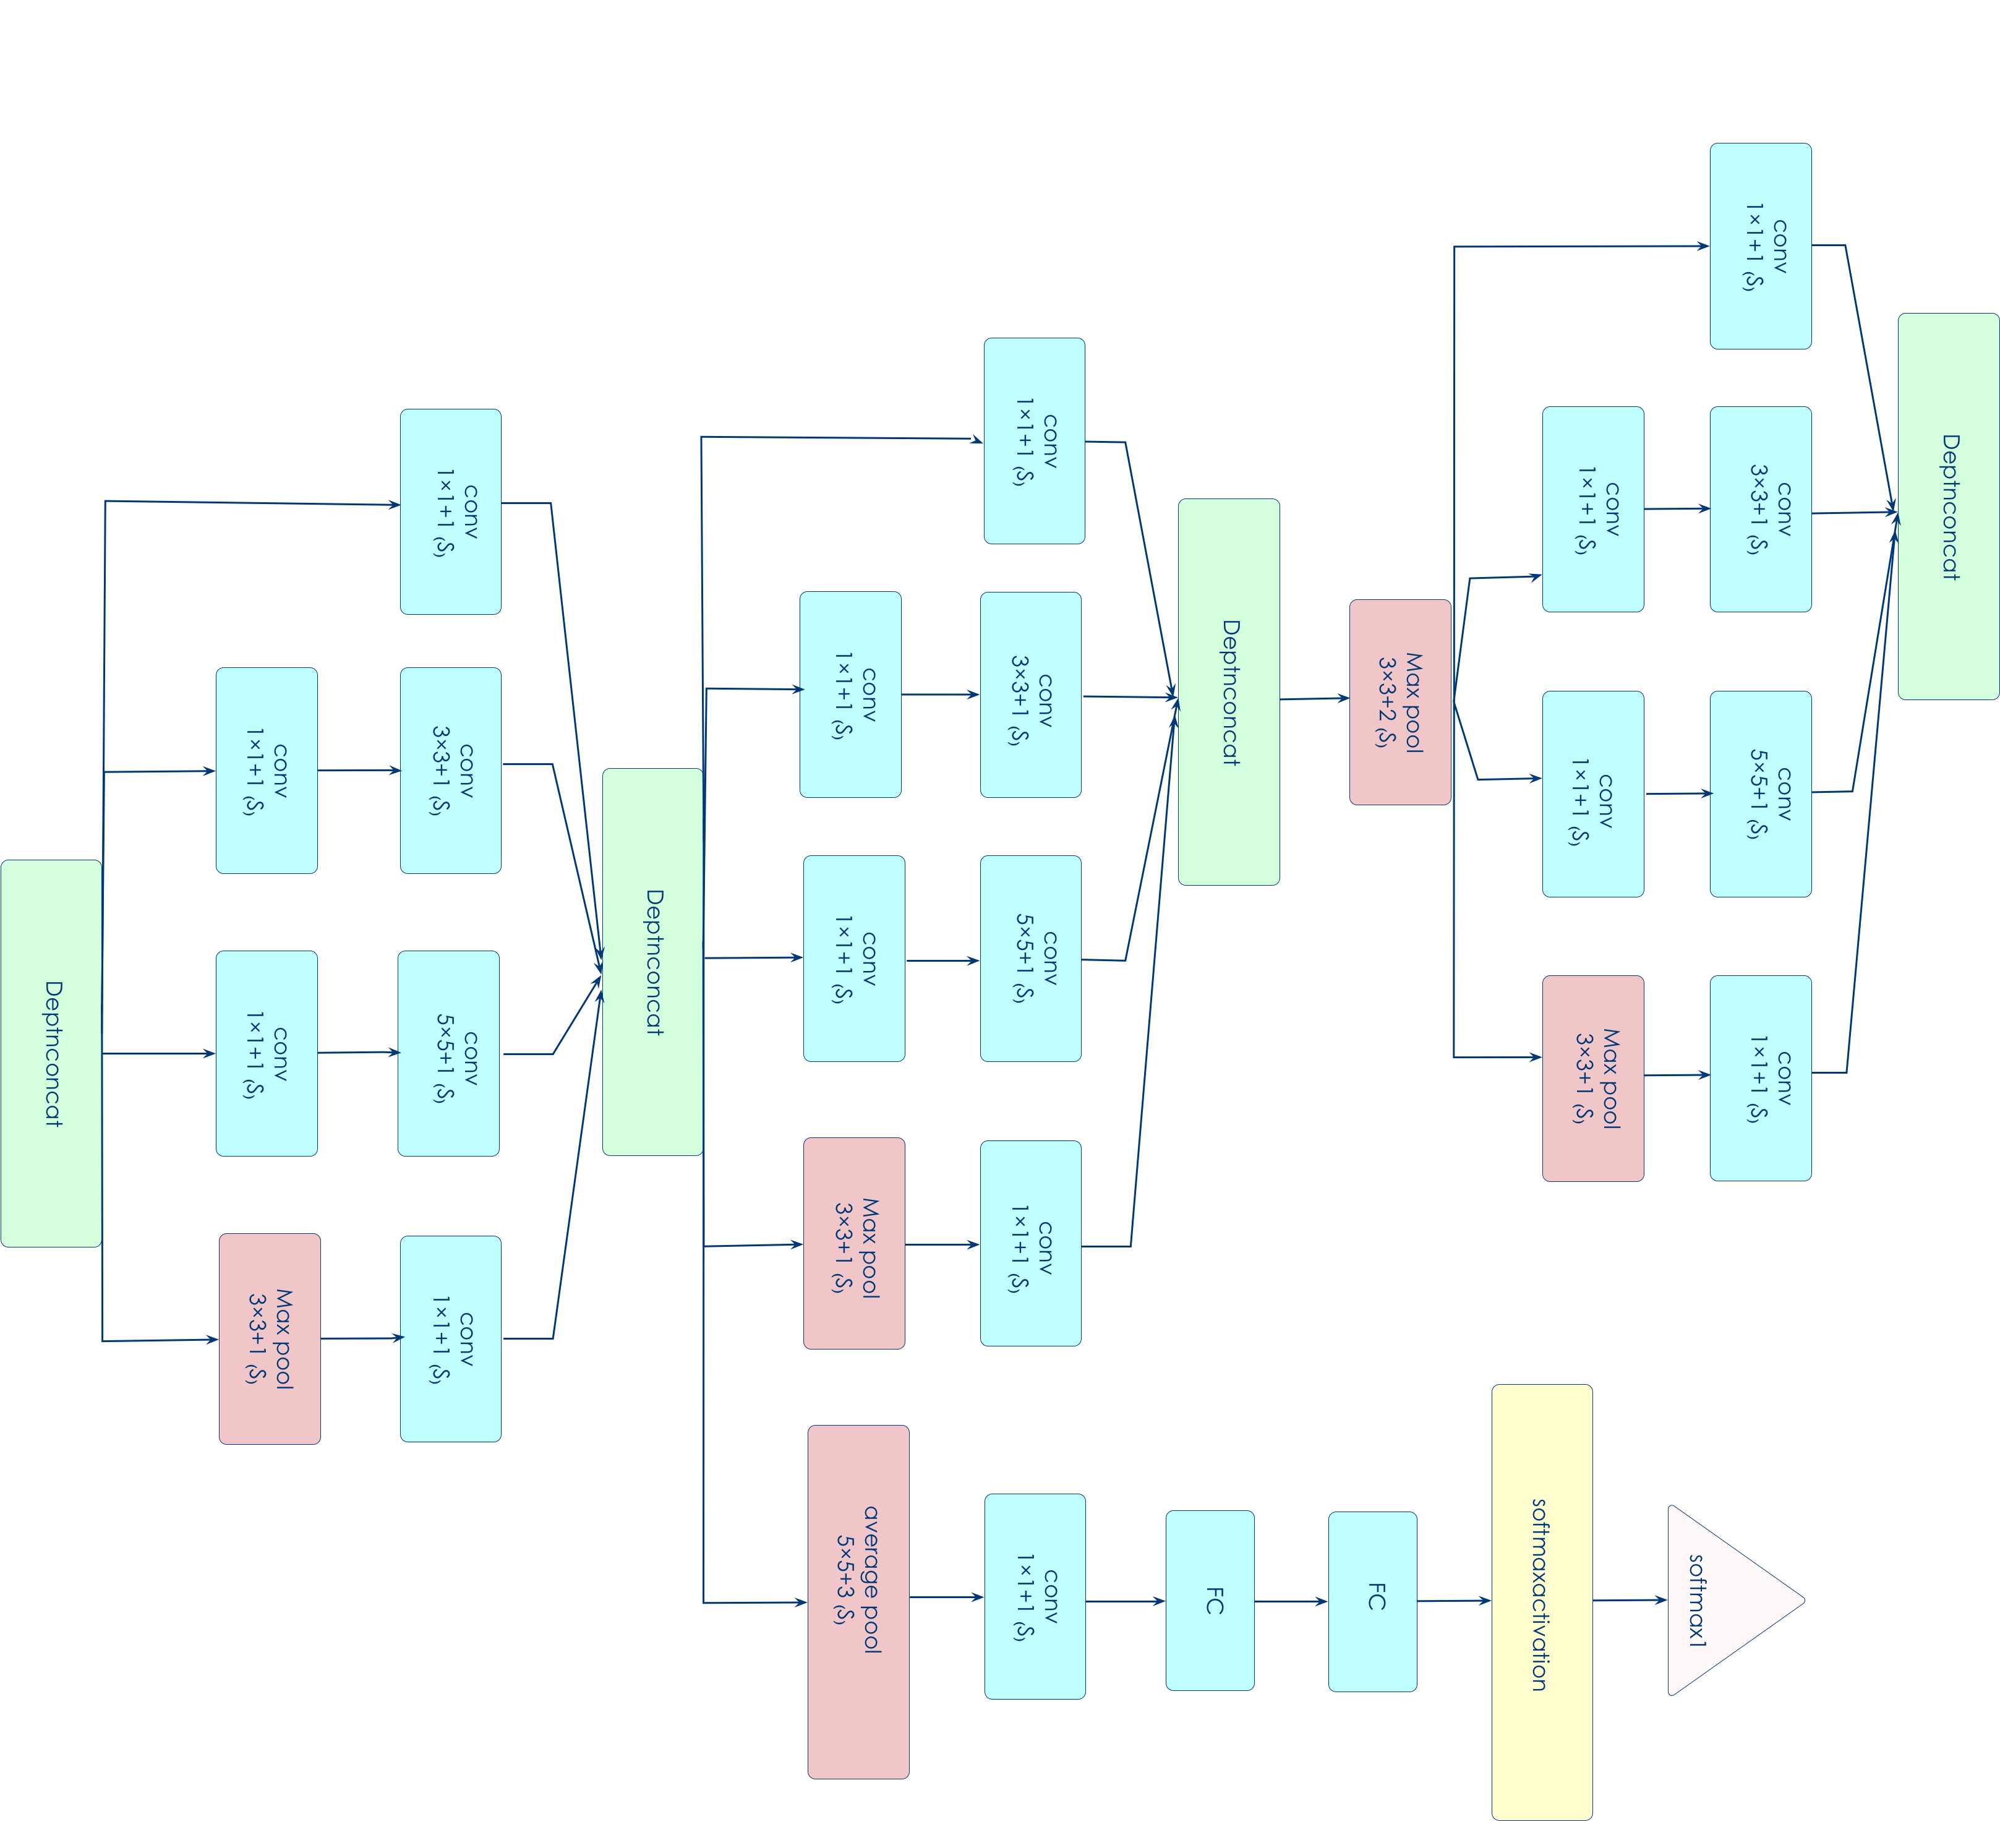 Deptnconcat
conv
1×1+1 (S)
conv
1×1+1 (S)
Max pool
3×3+1 (S)
conv
1×1+1 (S)
conv
3×3+1 (S)
conv
5×5+1 (S)
conv
1×1+1 (S)
Deptnconcat
conv
1×1+1 (S)
conv
1×1+1 (S)
Max pool
3×3+1 (S)
average pool
5×5+3 (S)
conv
1×1+1 (S)
conv
3×3+1 (S)
conv
5×5+1 (S)
conv
1×1+1 (S)
conv
1×1+1 (S)
Deptnconcat
FC
Max pool
3×3+2 (S)
FC
conv
1×1+1 (S)
conv
1×1+1 (S)
Max pool
3×3+1 (S)
softmaxactivation
conv
1×1+1 (S)
conv
3×3+1 (S)
conv
5×5+1 (S)
conv
1×1+1 (S)
softmax1
Deptnconcat